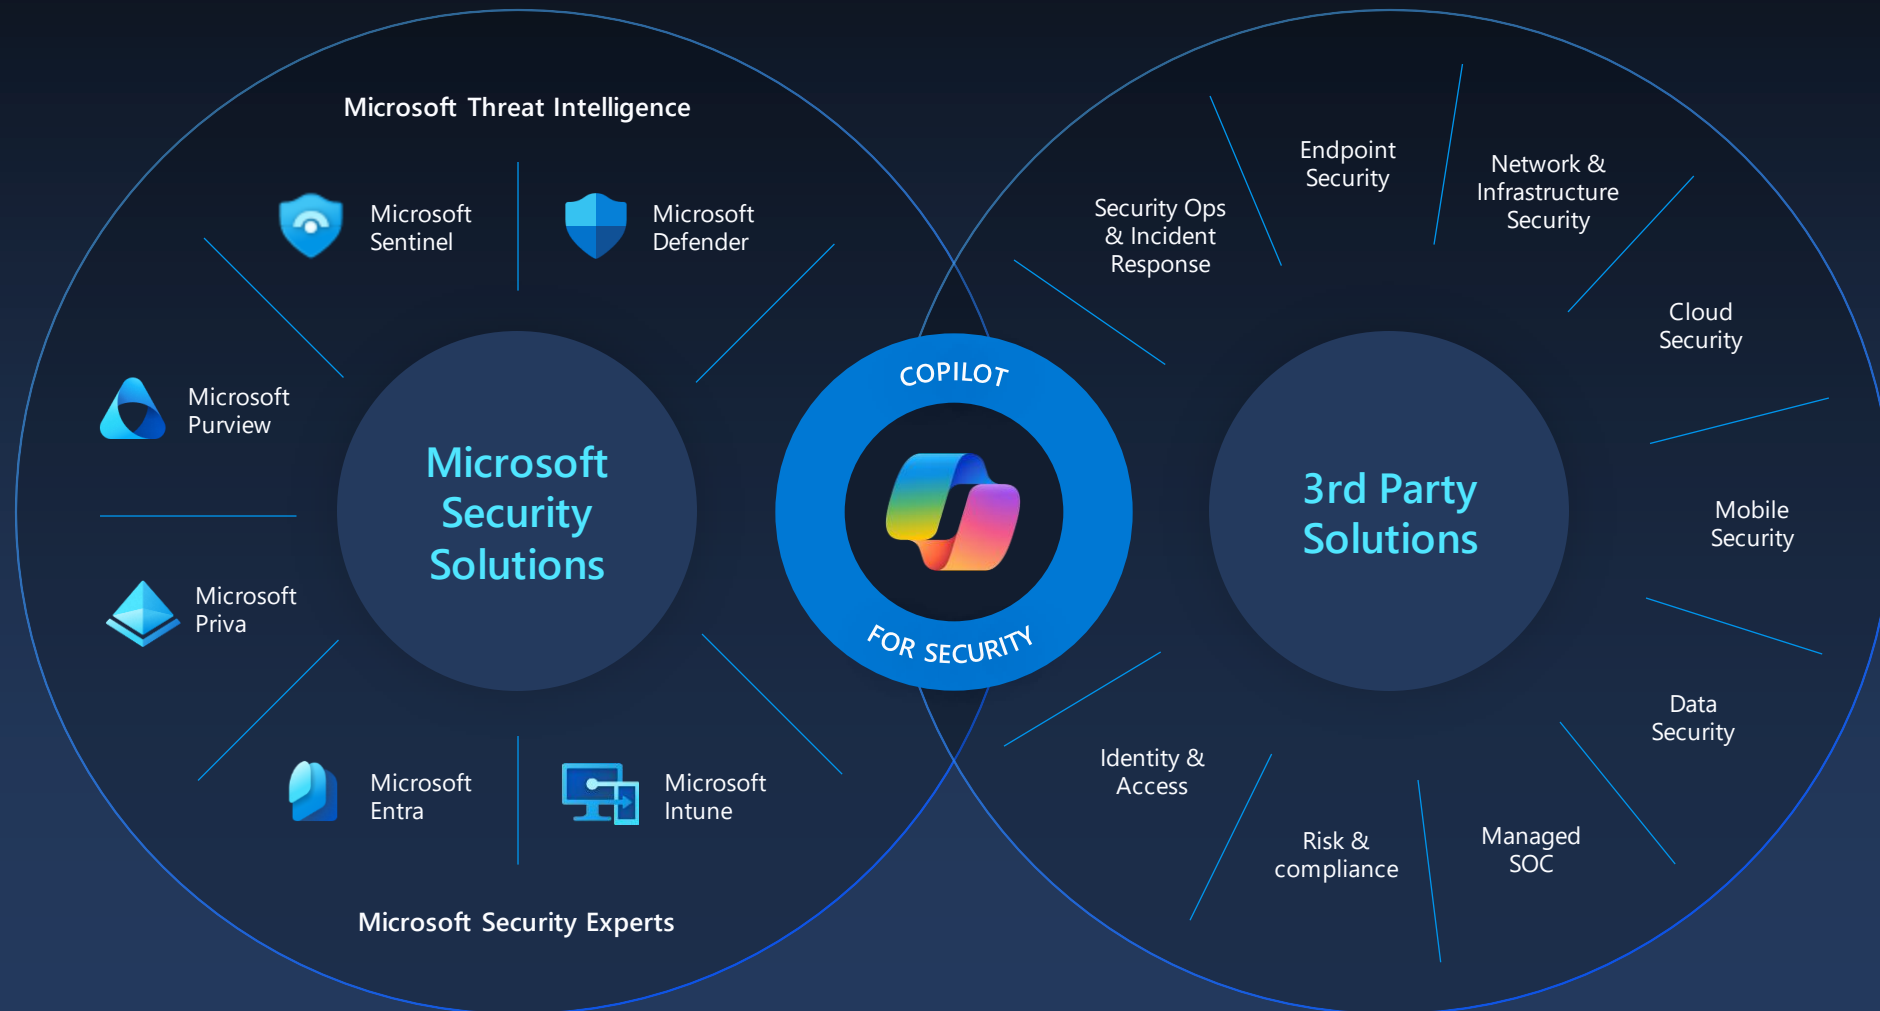 Microsoft Threat Intelligence
Microsoft
Sentinel
Microsoft
Defender
Microsoft
Purview
Microsoft
Security
Solutions
Microsoft
Priva
Microsoft
Entra
Microsoft
Intune
Microsoft Security Experts
COPILOT
FOR SECURITY
Security Ops
& Incident
Response
Endpoint
Security
Network &
Infrastructure
Security
Cloud
Security
3rd Party
Solutions
Mobile
Security
Data
Security
Identity &
Access
Risk &
compliance
Managed
SOC